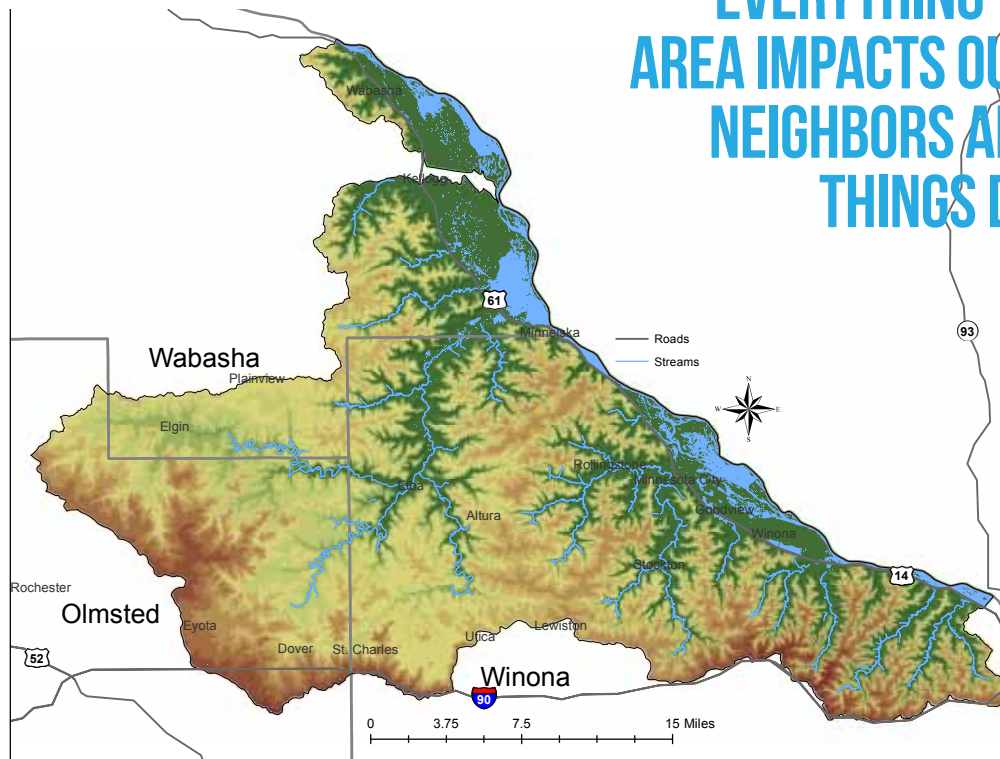 EVERYTHING
AREA IMPACTS OU
NEIGHBORS A
THINGS D
Wabasha
Kellogg
61
Minneiska
Roads
Streams
93
N
W
E
S
Wabasha
Plainview
Elgin
Elba
Rollingstone
Minnesota City
Goodview
Winona
Altura
Stockton
14
Rochester
Olmsted
Eyota
Dover
St. Charles
Utica
Lewiston
52
Winona
90
0
3.75
7.5
15 Miles